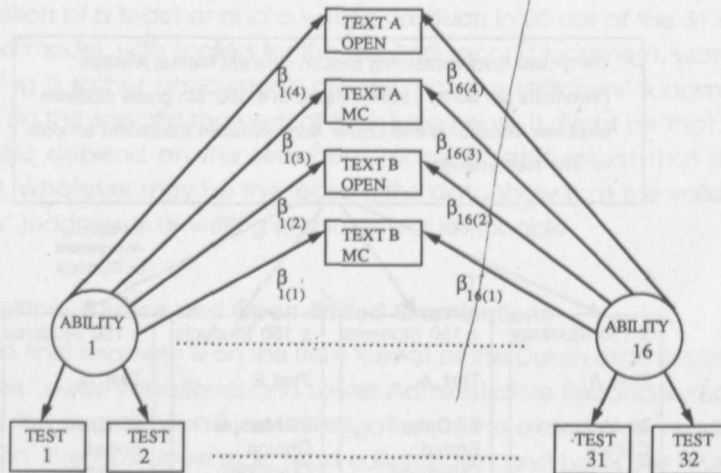 TEXT A
OPEN
β 1(4)
β 16(4)
TEXT A
MC
β 1(3)
β 16(3)
TEXT B
OPEN
β 1(2)
β 16(2)
TEXT B
MC
β 1(1)
β 16(1)
ABILITY
1
ABILITY
16
TEST
1
TEST
2
TEST
31
TEST
32